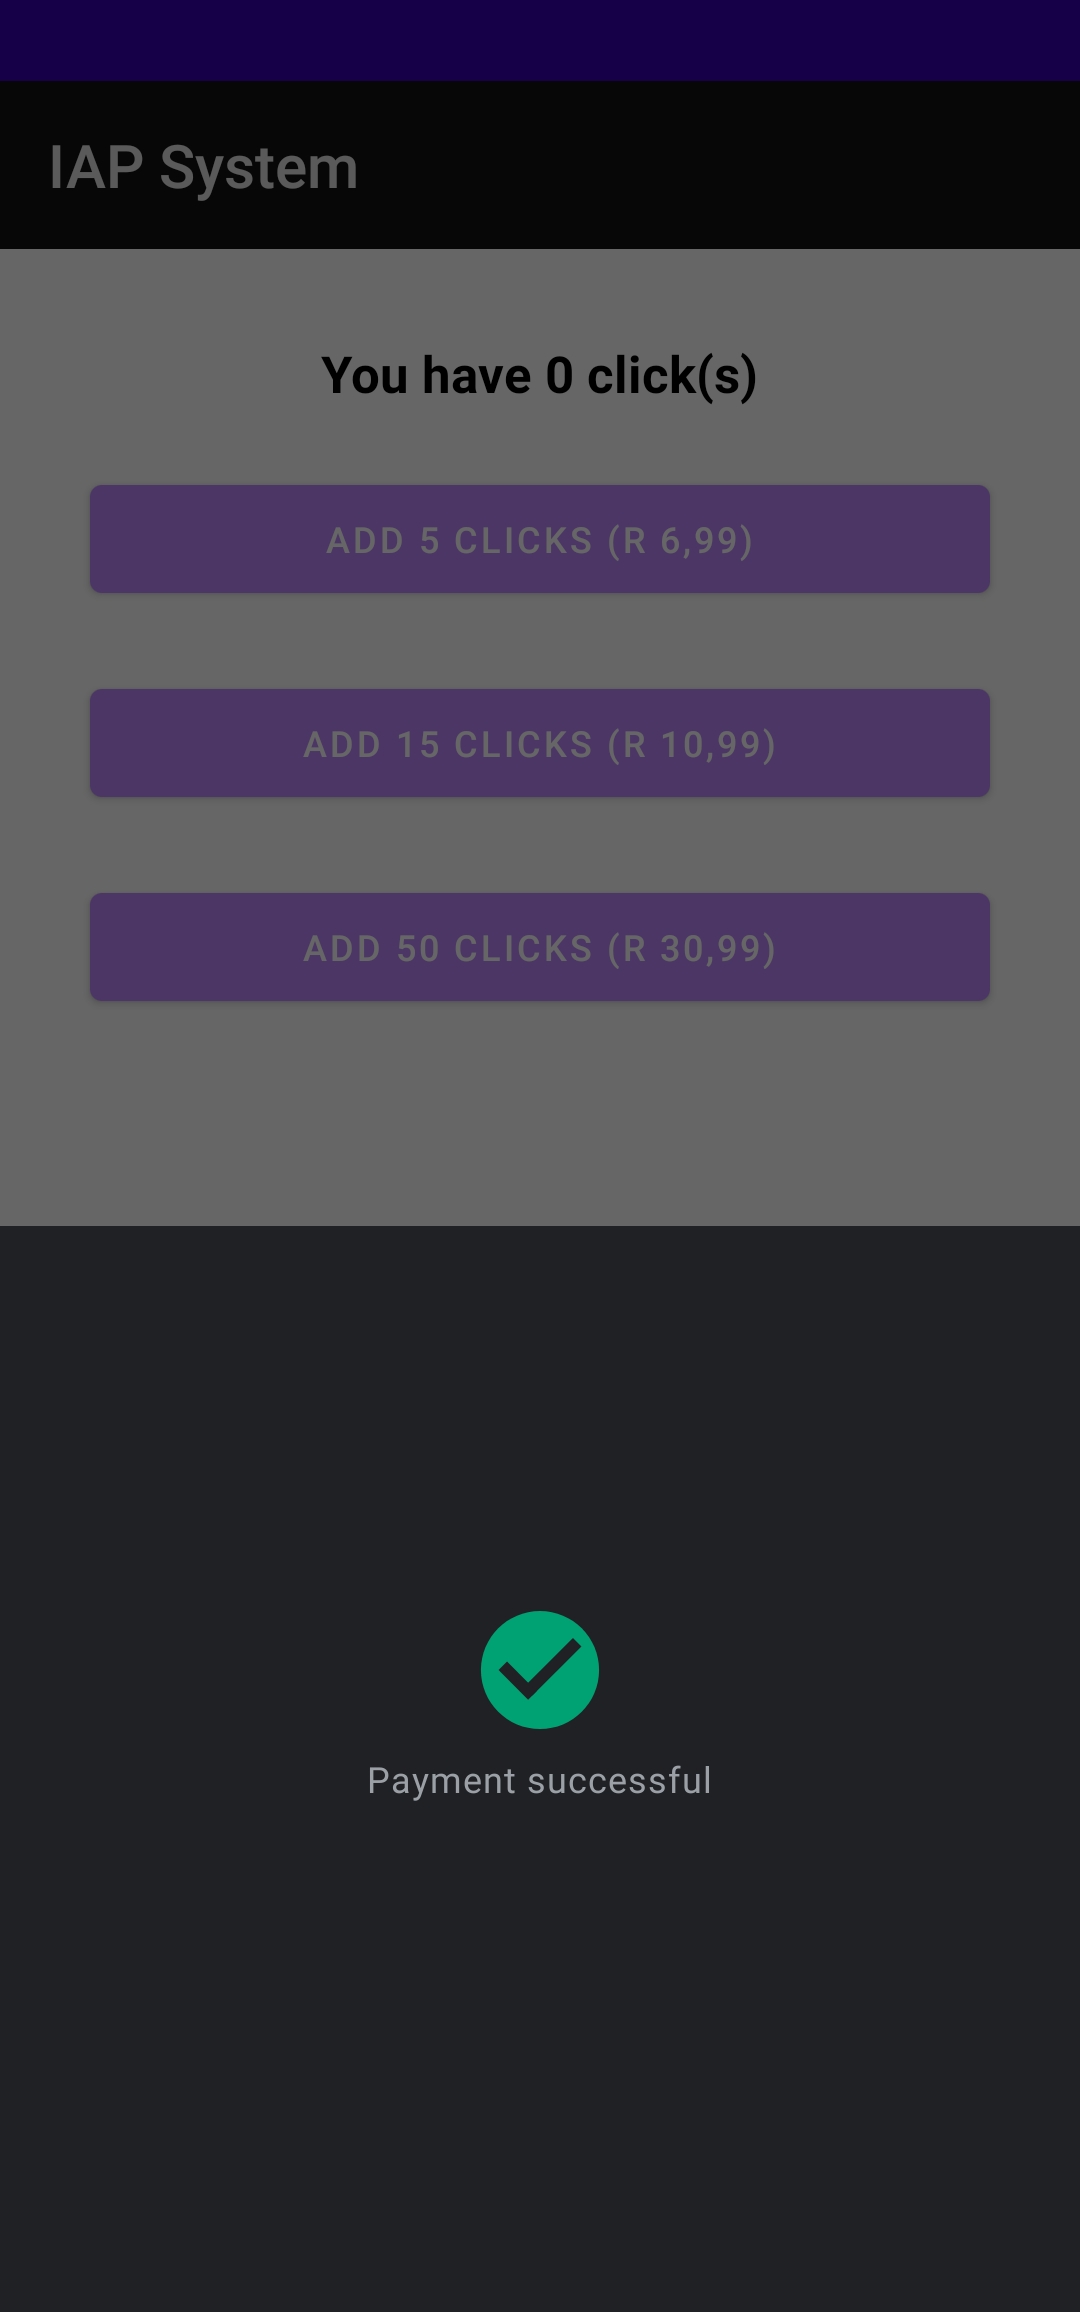 IAP System
You have 0 click(s)
ADD 5 CLICKS (R 6,99)
ADD 15 CLICKS (R 10,99)
ADD 50 CLICKS (R 30,99)
Payment successful